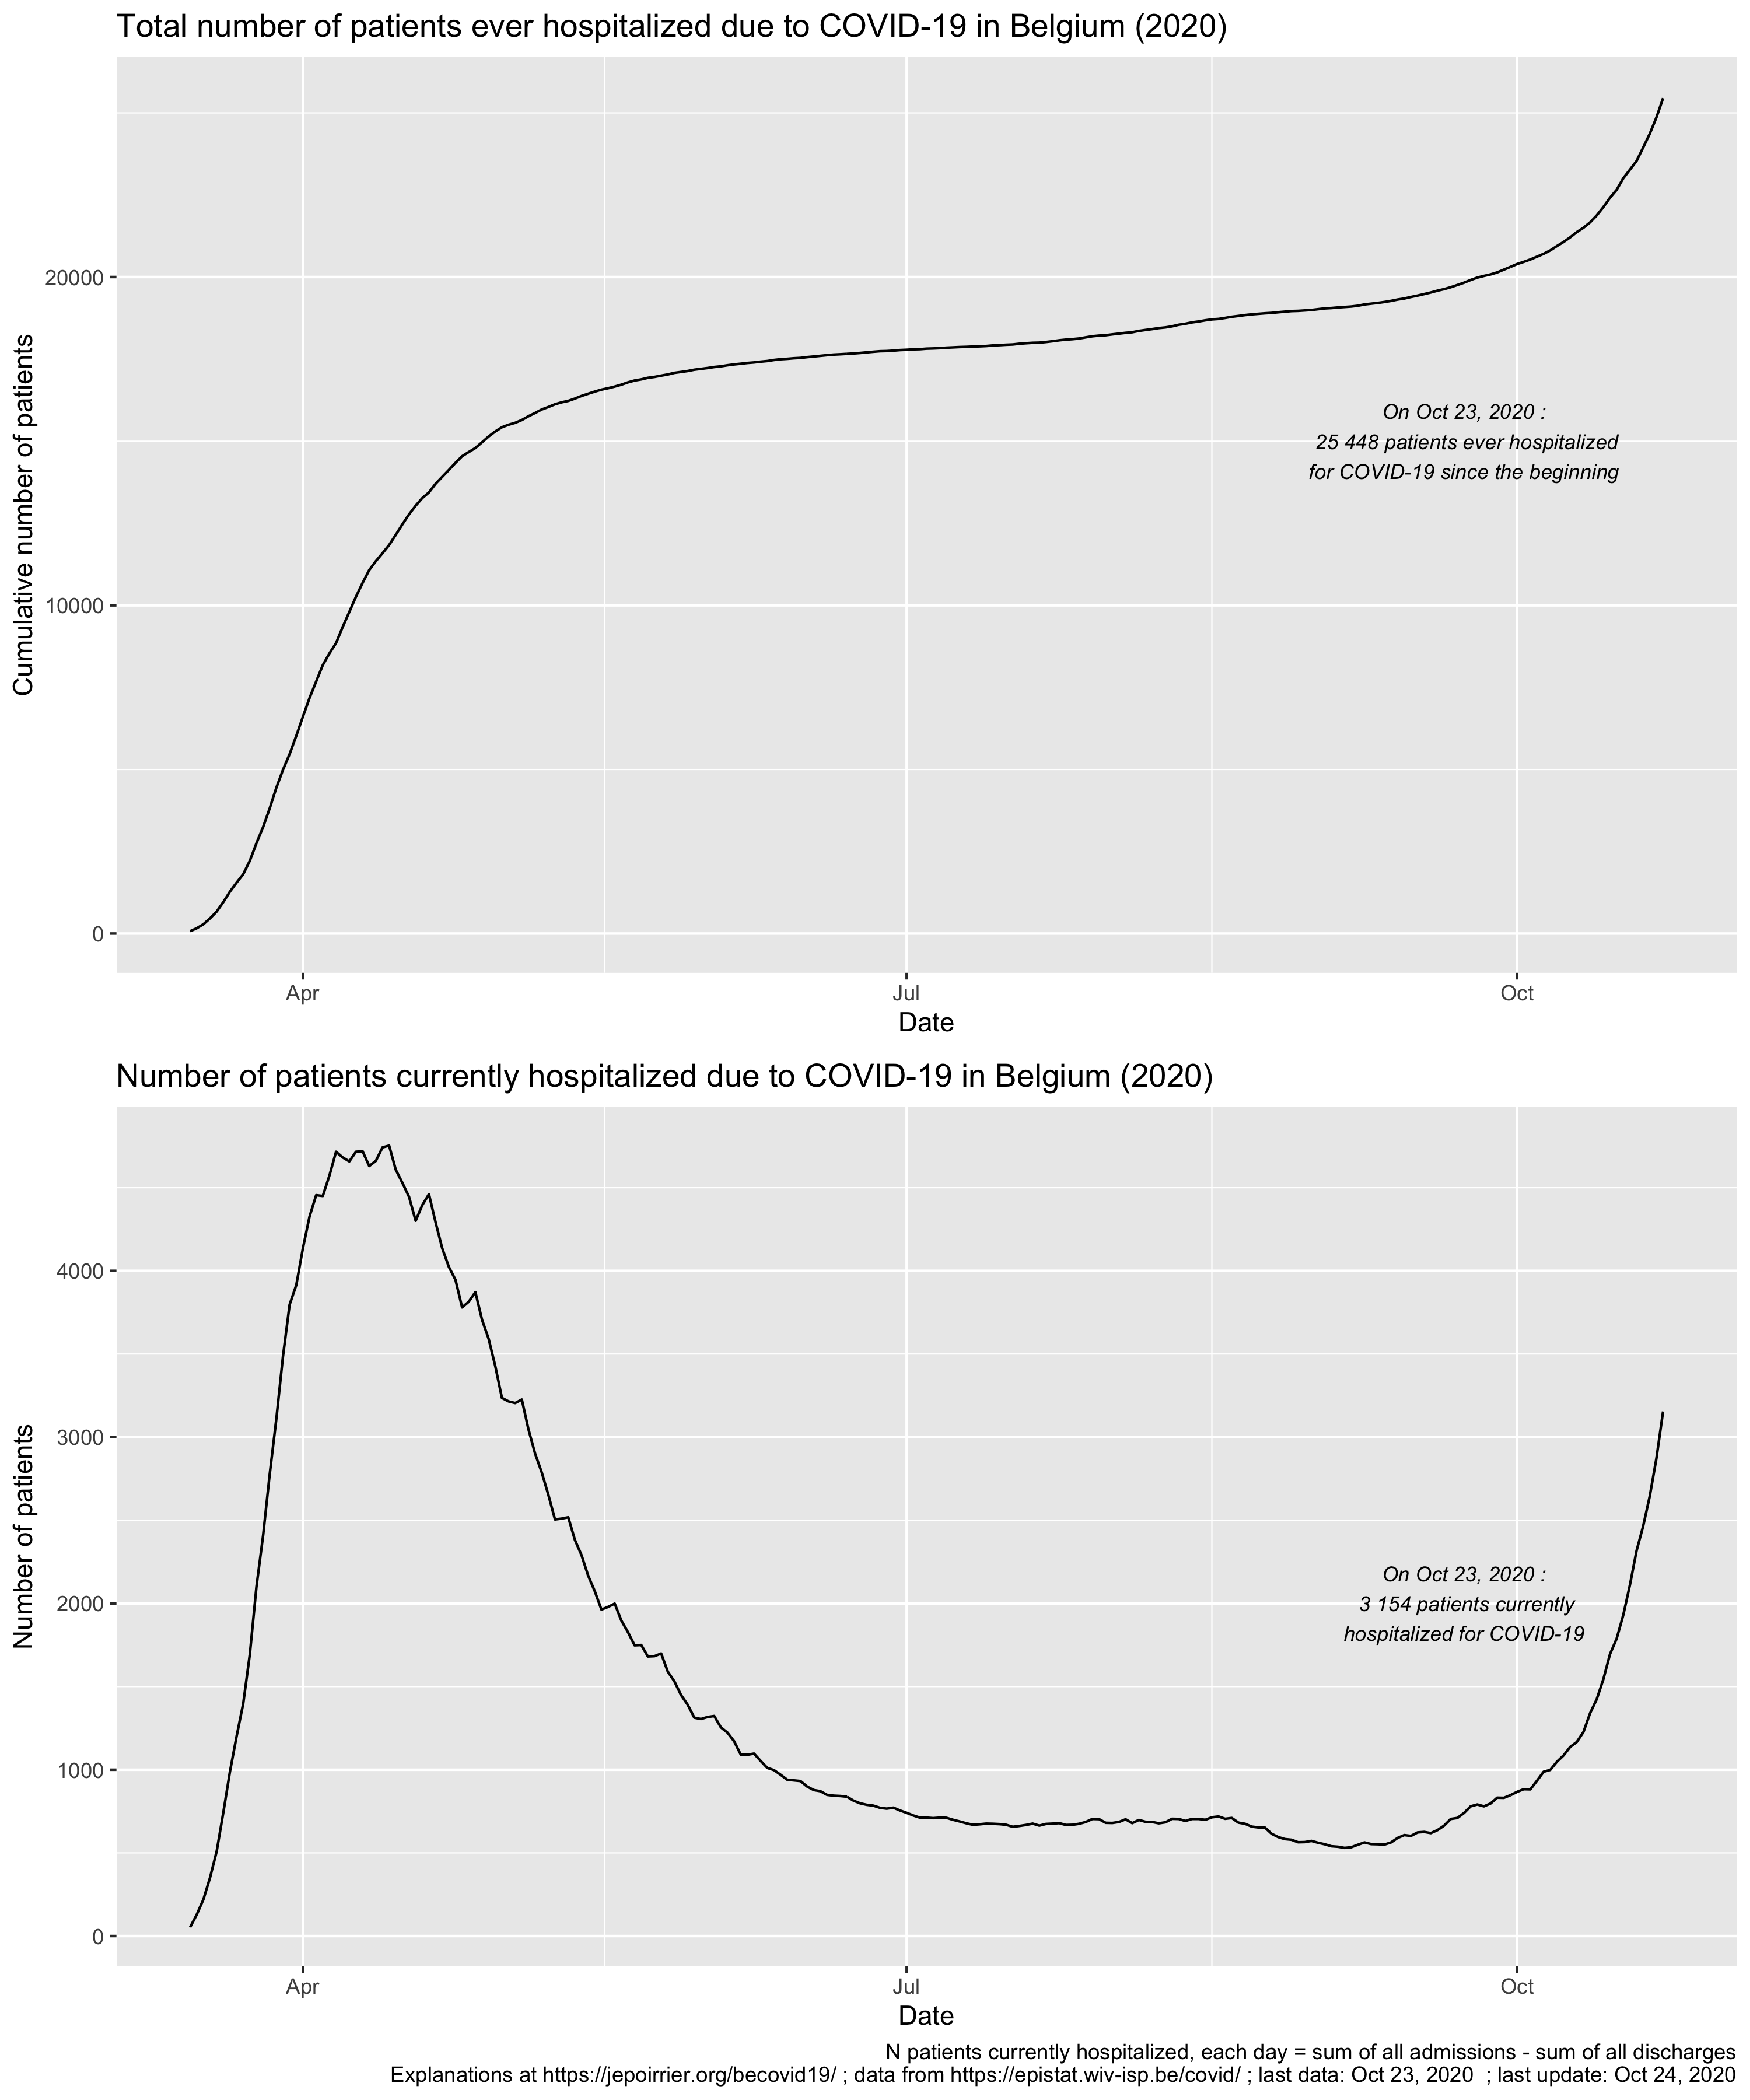 Total number of patients ever hospitalized due to COVID-19 in Belgium (2020)
Cumulative number of patients
20000
10000
0
On Oct 23, 2020 :
25 448 patients ever hospitalized
for COVID-19 since the beginning
Apr
Jul
Oct
Date
Number of patients currently hospitalized due to COVID-19 in Belgium (2020)
Number of patients
4000
3000
2000
1000
0
On Oct 23, 2020 :
3 154 patients currently
hospitalized for COVID-19
Apr
Jul
Oct
Date
N patients currently hospitalized, each day = sum of all admissions - sum of all discharges
Explanations at https://jepoirrier.org/becovid19/ ; data from https://epistat.wiv-isp.be/covid/ ; last data: Oct 23, 2020  ; last update: Oct 24, 2020